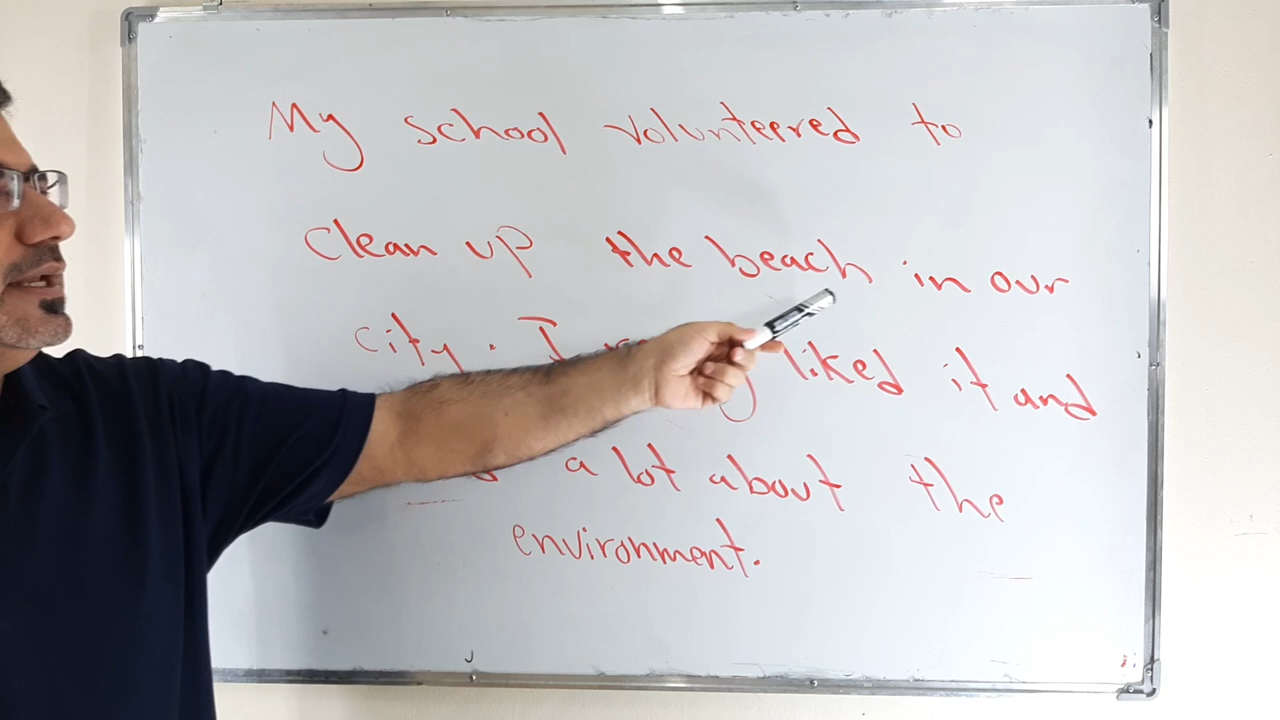 My school volunteered to
clean up the beach in our
city. I liked it and
a lot about the
environment.